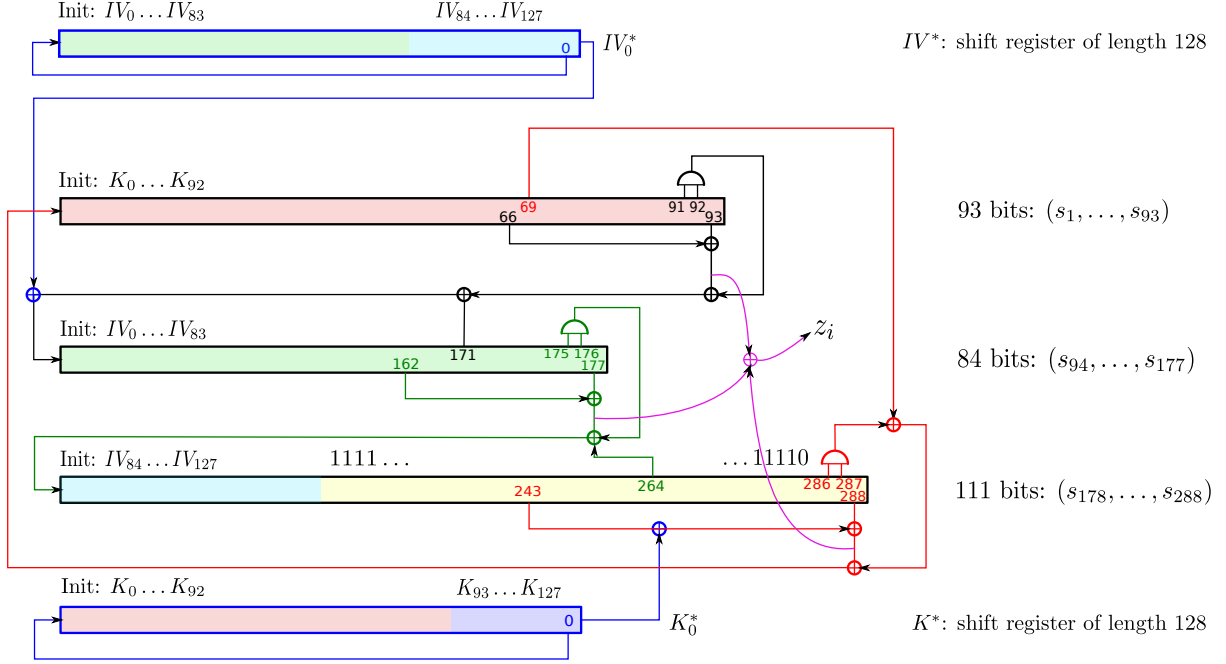 Init: IV₀ … IV₈₃ IV₈₄ … IV₁₂₇
0 IV₀* IV*: shift register of length 128
Init: K₀ … K₉₂
69 91 92
66 93 93 bits: (s₁, …, s₉₃)
Init: IV₀ … IV₈₃
171 175 176 zᵢ
162 177 84 bits: (s₉₄, …, s₁₇₇)
Init: IV₈₄ … IV₁₂₇ 1111 … … 11110
243 264 286 287
288 111 bits: (s₁₇₈, …, s₂₈₈)
Init: K₀ … K₉₂ K₉₃ … K₁₂₇
0 K₀* K*: shift register of length 128